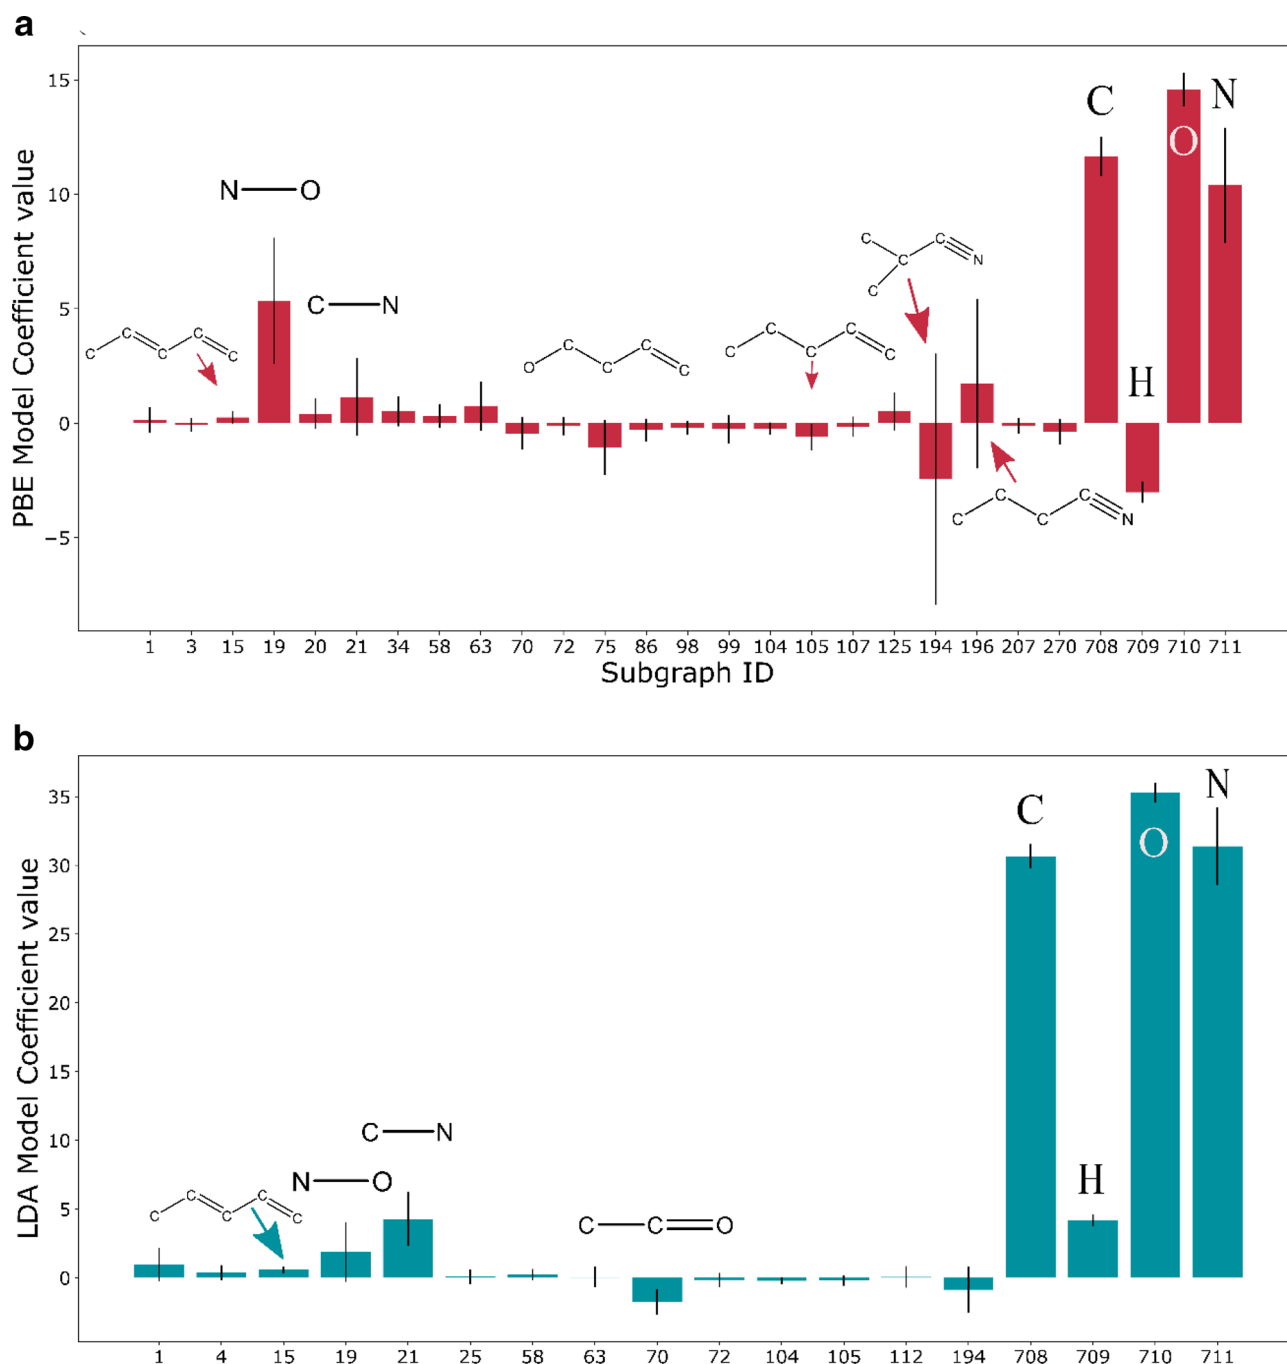 a
PBE Model Coefficient value
15
10
5
0
−5
C
O
N
H
N O
C N
C C C C C
O C C C C
C C C C C
C C C C N
C C C C N
1 3 15 19 20 21 34 58 63 70 72 75 86 98 99 104 105 107 125 194 196 207 270 708 709 710 711
Subgraph ID
b
LDA Model Coefficient value
35
30
25
20
15
10
5
0
C
O
N
H
C N
N O
C C C C C
C C O
1 4 15 19 21 25 58 63 70 72 104 105 112 194 708 709 710 711